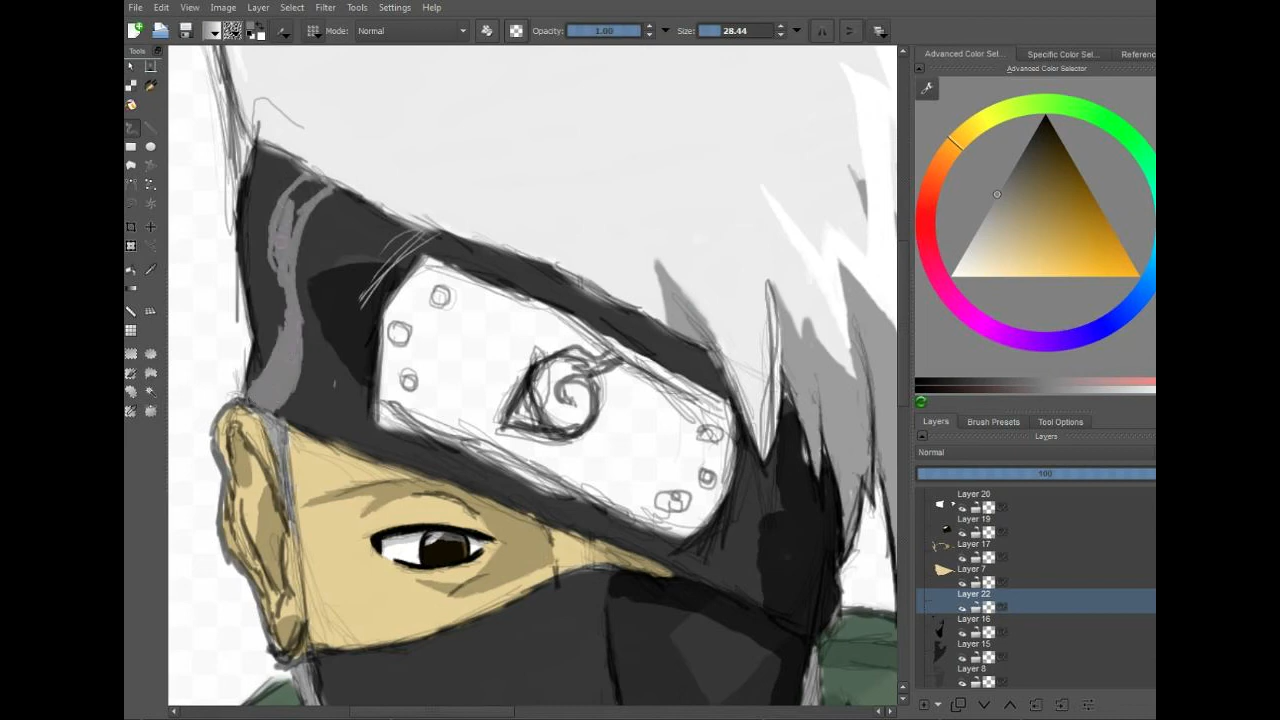 File Edit View Image Layer Select Filter Tools Settings Help
Mode: Normal Opacity: 1.00 Size: 28.44
Tools
Advanced Color Sel... Specific Color Sel... Referenc
Advanced Color Selector
Layers Brush Presets Tool Options
Layers
Normal
100
Layer 20
Layer 19
Layer 17
Layer 7
Layer 22
Layer 16
Layer 15
Layer 8